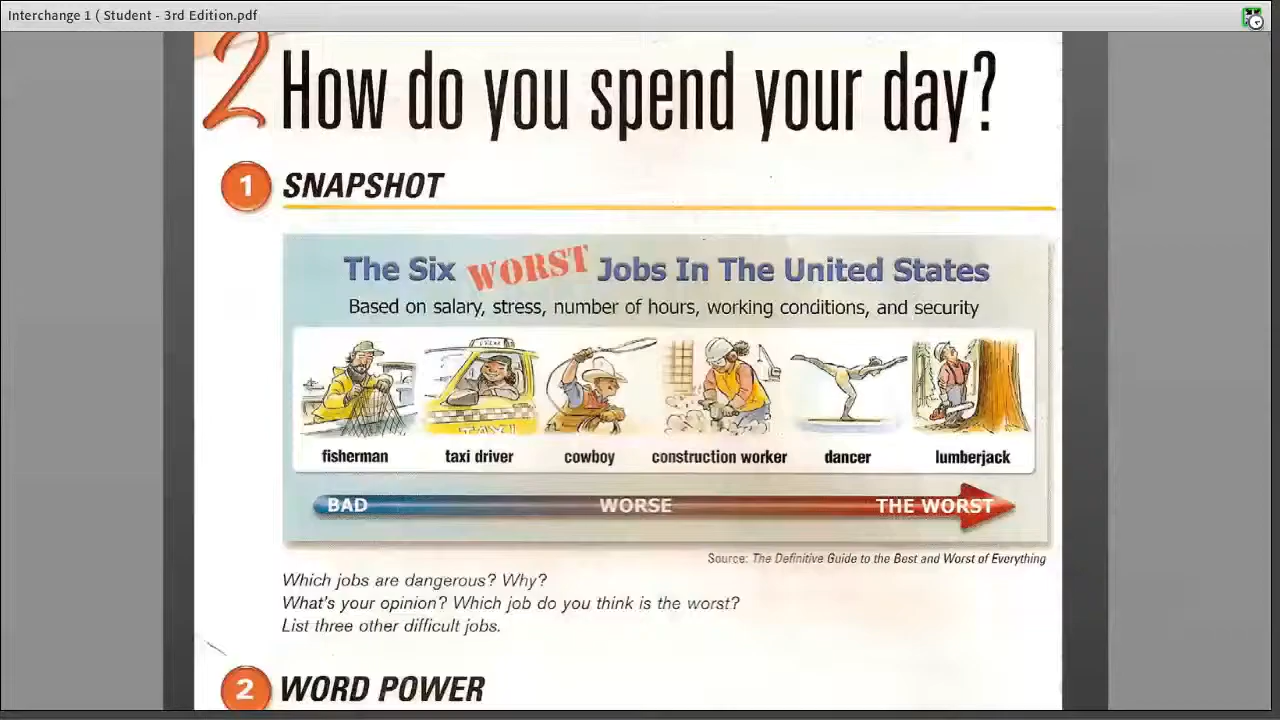 Interchange 1 ( Student - 3rd Edition.pdf
2 How do you spend your day?
1 SNAPSHOT
The Six WORST Jobs In The United States
Based on salary, stress, number of hours, working conditions, and security
TAXI
fisherman taxi driver cowboy construction worker dancer lumberjack
BAD WORSE THE WORST
Source: The Definitive Guide to the Best and Worst of Everything
Which jobs are dangerous? Why?
What's your opinion? Which job do you think is the worst?
List three other difficult jobs.
2 WORD POWER